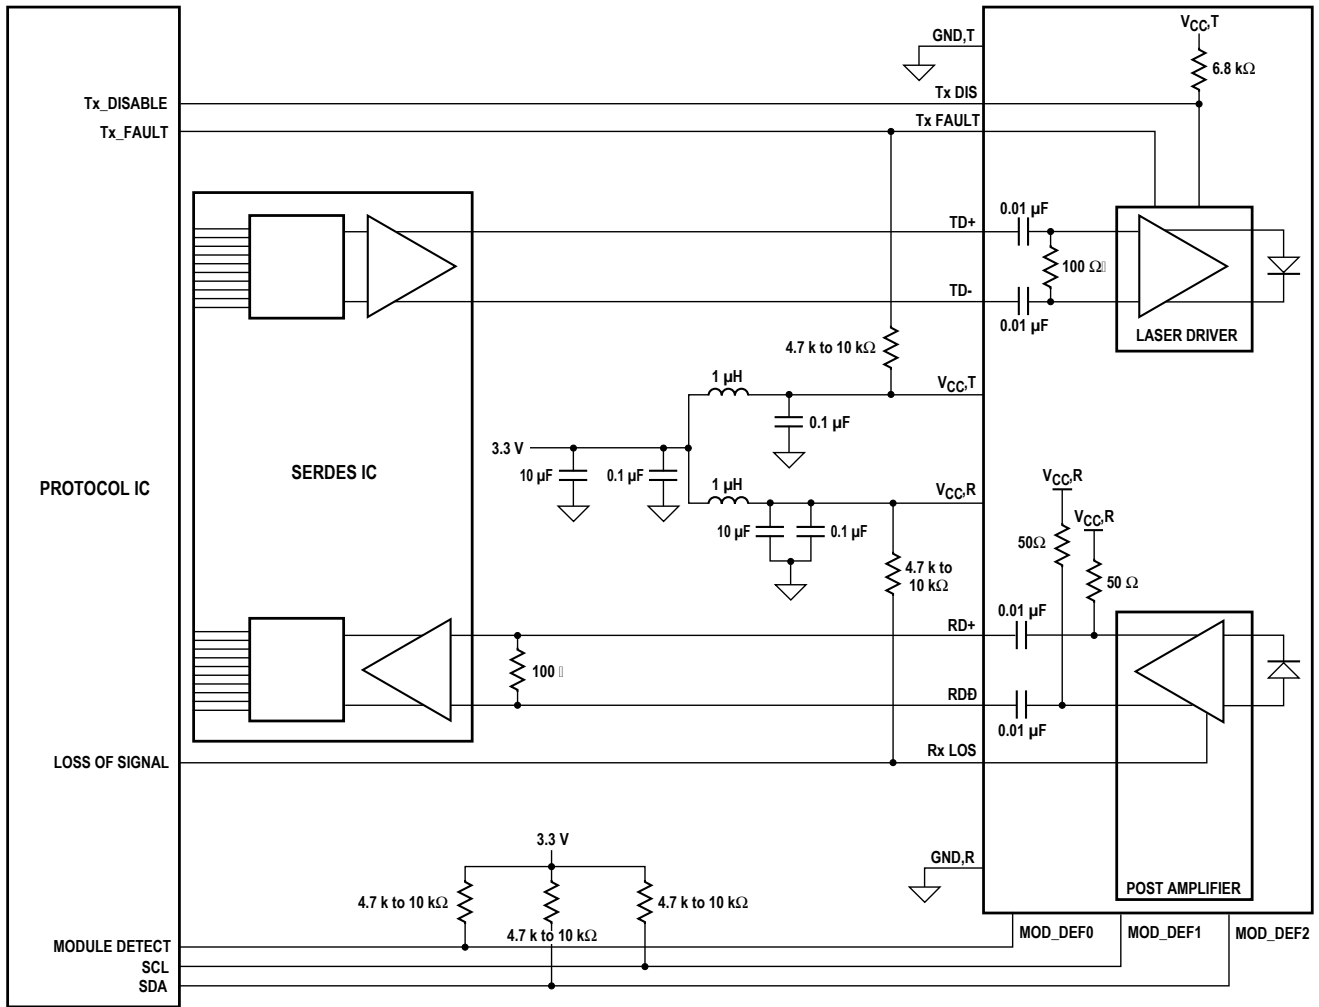 VCC,T
GND,T
6.8 kΩ
Tx_DISABLE
Tx DIS
Tx_FAULT
Tx FAULT
0.01 µF
TD+
100 Ω
TD-
0.01 µF
LASER DRIVER
4.7 k to 10 kΩ
1 µH
VCC,T
0.1 µF
3.3 V
10 µF
0.1 µF
SERDES IC
PROTOCOL IC
1 µH
VCC,R
VCC,R
VCC,R
10 µF
0.1 µF
50Ω
4.7 k to
10 kΩ
50 Ω
0.01 µF
RD+
100
RDĐ
0.01 µF
LOSS OF SIGNAL
Rx LOS
3.3 V
GND,R
POST AMPLIFIER
4.7 k to 10 kΩ
4.7 k to 10 kΩ
4.7 k to 10 kΩ
MODULE DETECT
MOD_DEF0
MOD_DEF1
MOD_DEF2
SCL
SDA